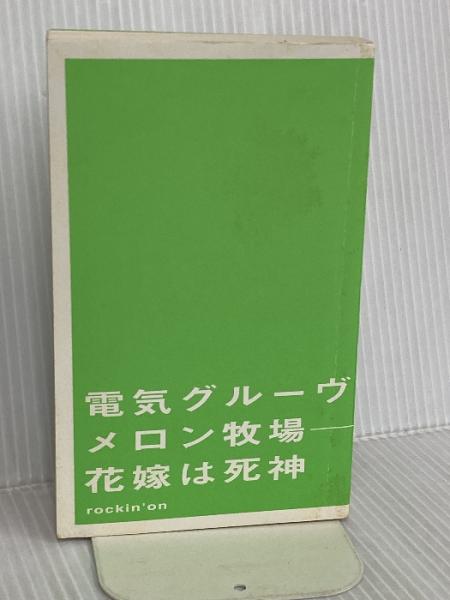 電気グルーヴ
メロン牧場——
花嫁は死神
rockin'on